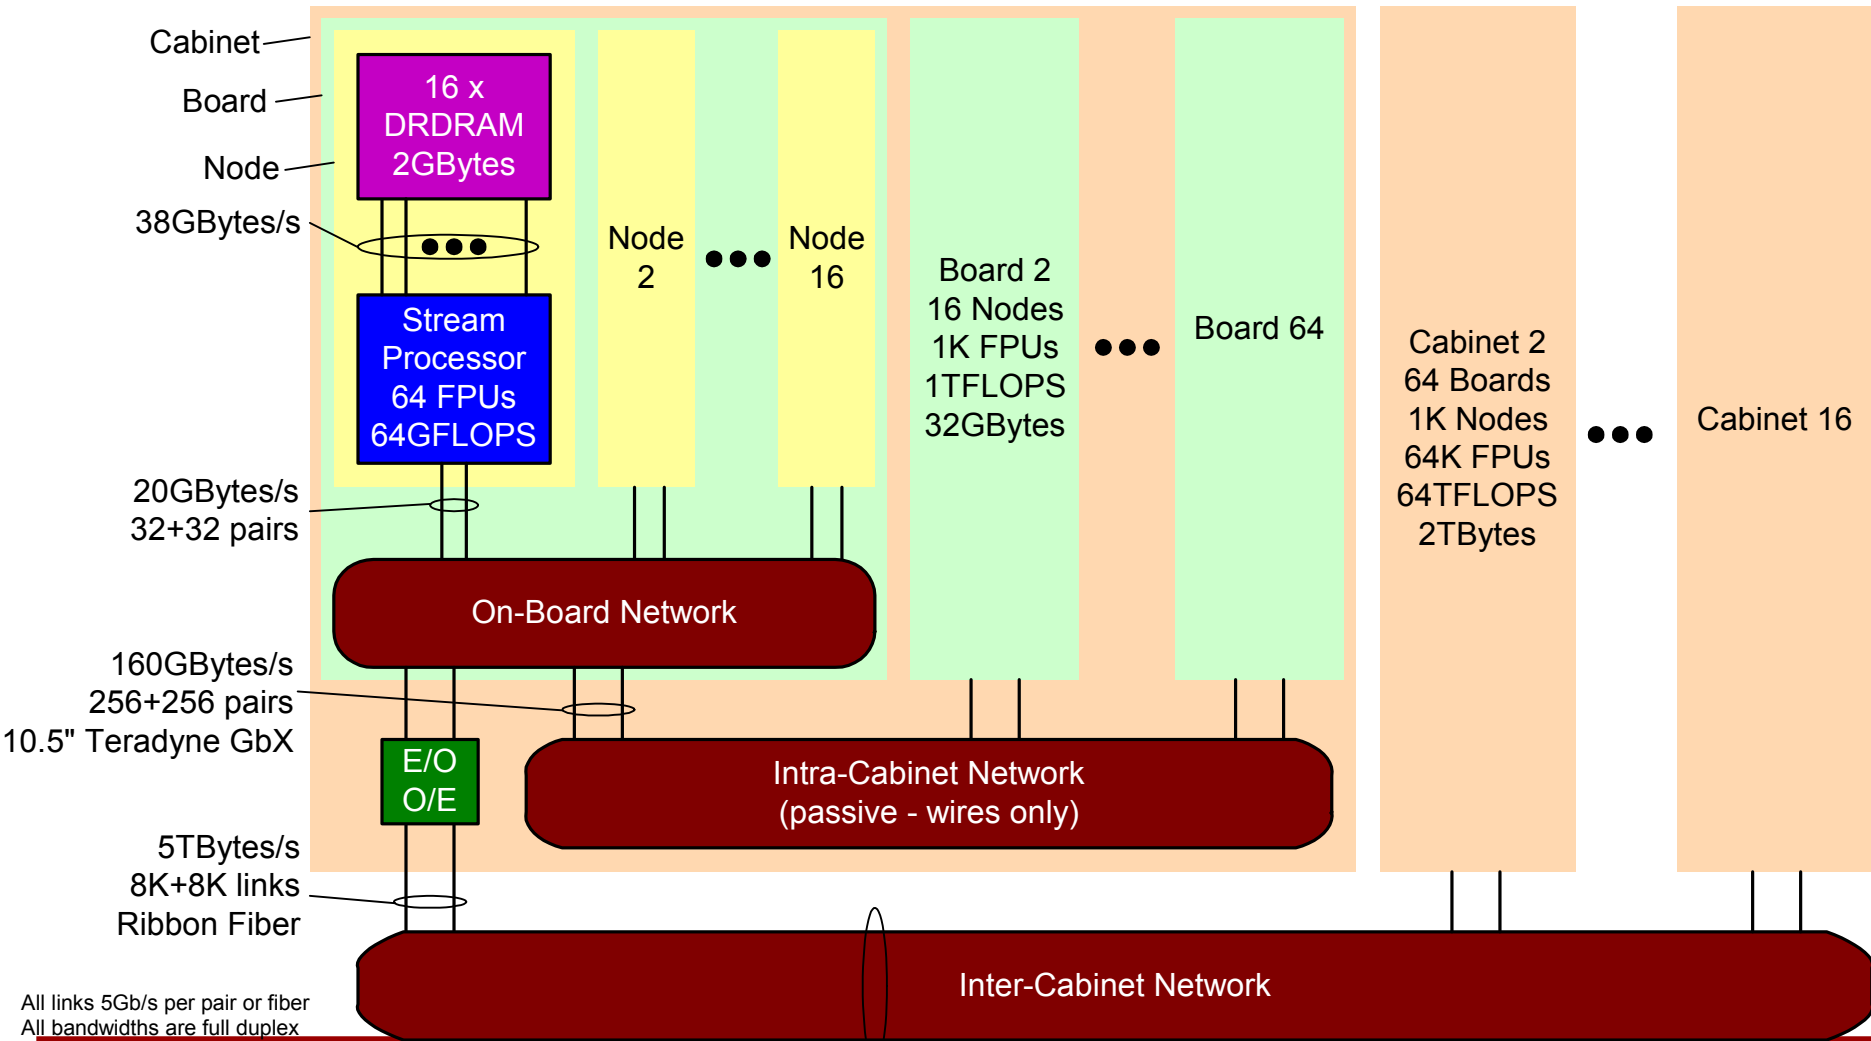 Cabinet
Board
Node
38GBytes/s
16 x
DRDRAM
2GBytes
Stream
Processor
64 FPUs
64GFLOPS
Node
2
Node
16
Board 2
16 Nodes
1K FPUs
1TFLOPS
32GBytes
Board 64
Cabinet 2
64 Boards
1K Nodes
64K FPUs
64TFLOPS
2TBytes
Cabinet 16
20GBytes/s
32+32 pairs
On-Board Network
160GBytes/s
256+256 pairs
10.5" Teradyne GbX
E/O
O/E
Intra-Cabinet Network
(passive - wires only)
5TBytes/s
8K+8K links
Ribbon Fiber
Inter-Cabinet Network
All links 5Gb/s per pair or fiber
All bandwidths are full duplex